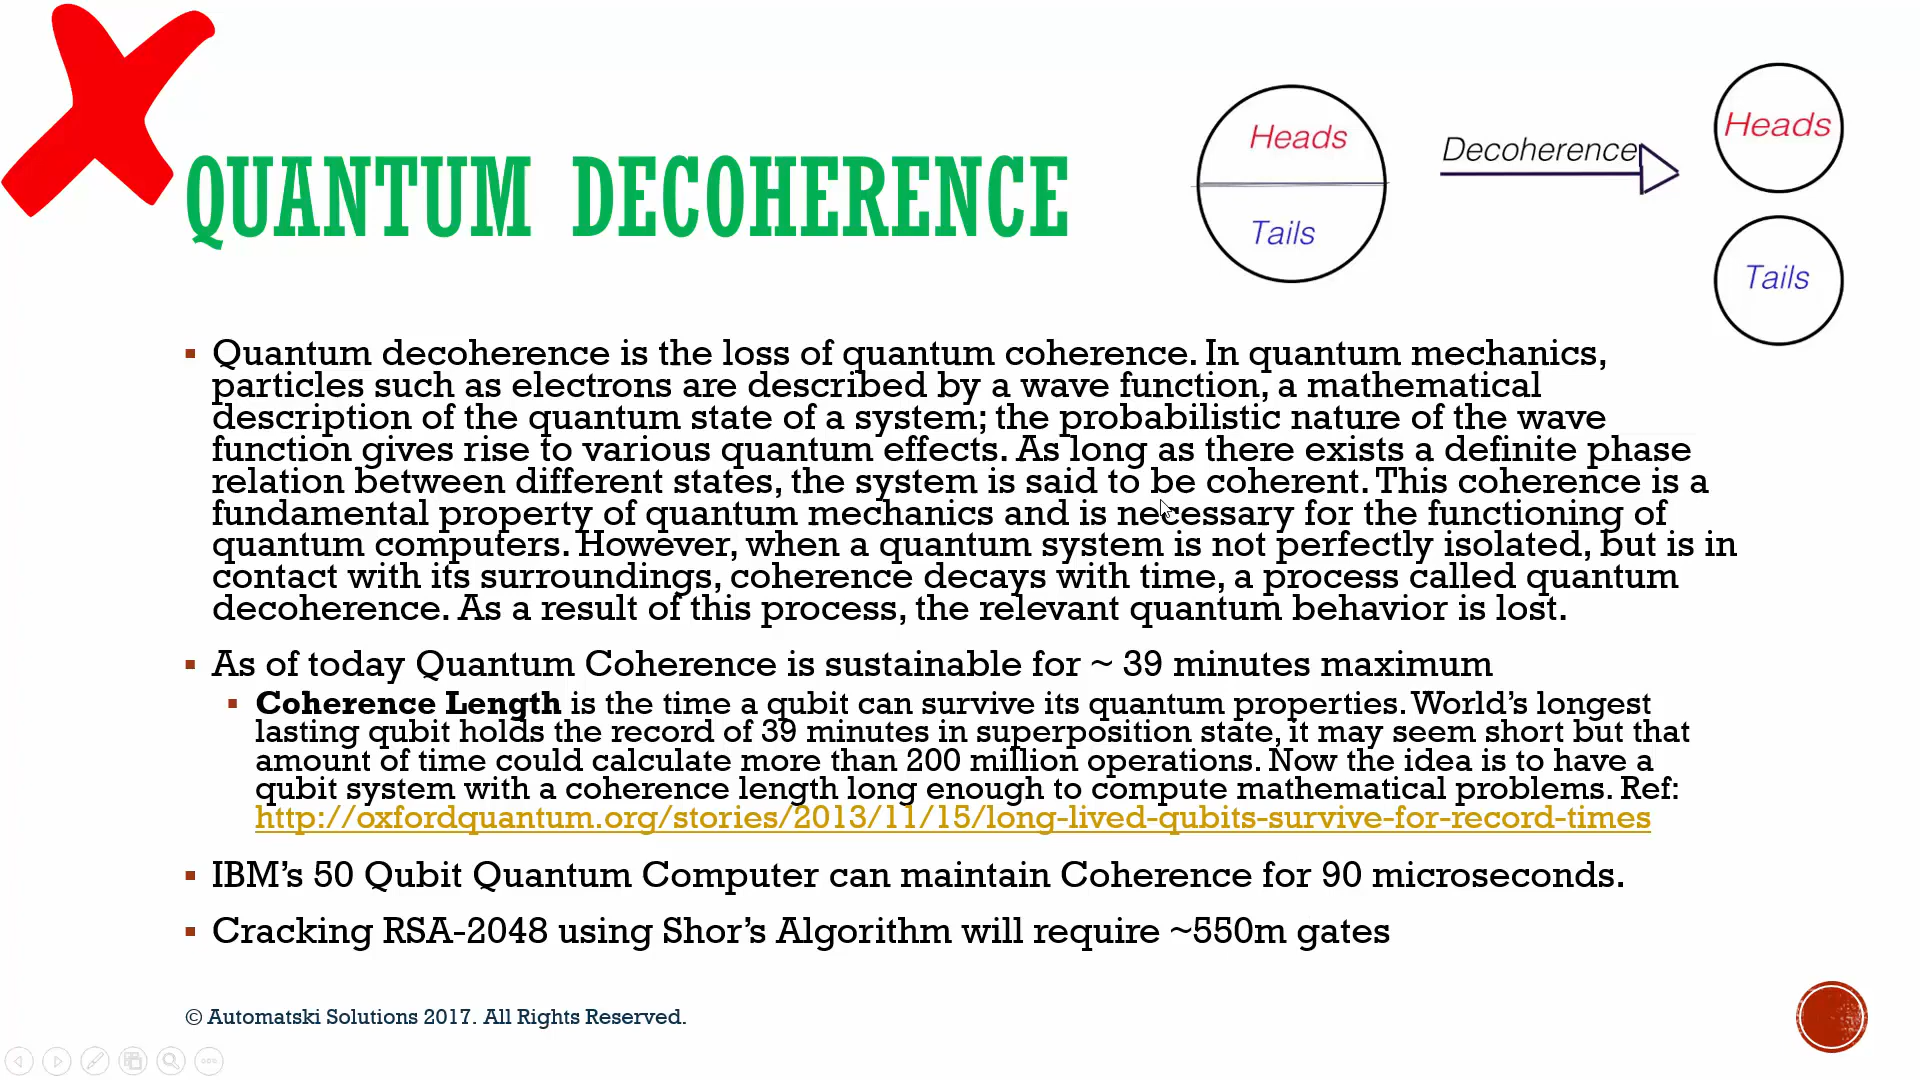 QUANTUM DECOHERENCE
Heads
Tails
Decoherence
Heads
Tails
Quantum decoherence is the loss of quantum coherence. In quantum mechanics,
particles such as electrons are described by a wave function, a mathematical
description of the quantum state of a system; the probabilistic nature of the wave
function gives rise to various quantum effects. As long as there exists a definite phase
relation between different states, the system is said to be coherent. This coherence is a
fundamental property of quantum mechanics and is necessary for the functioning of
quantum computers. However, when a quantum system is not perfectly isolated, but is in
contact with its surroundings, coherence decays with time, a process called quantum
decoherence. As a result of this process, the relevant quantum behavior is lost.
As of today Quantum Coherence is sustainable for ~ 39 minutes maximum
Coherence Length is the time a qubit can survive its quantum properties. World's longest
lasting qubit holds the record of 39 minutes in superposition state, it may seem short but that
amount of time could calculate more than 200 million operations. Now the idea is to have a
qubit system with a coherence length long enough to compute mathematical problems. Ref:
http://oxfordquantum.org/stories/2013/11/15/long-lived-qubits-survive-for-record-times
IBM's 50 Qubit Quantum Computer can maintain Coherence for 90 microseconds.
Cracking RSA-2048 using Shor's Algorithm will require ~550m gates
© Automatski Solutions 2017. All Rights Reserved.